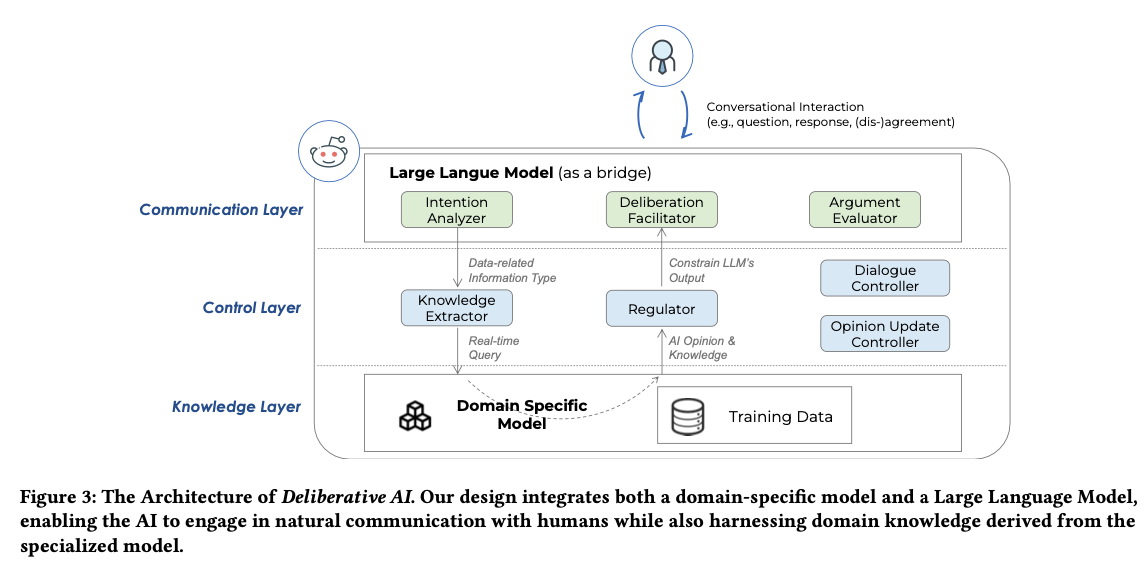 Conversational Interaction
(e.g., question, response, (dis-)agreement)
Large Langue Model (as a bridge)
Communication Layer
Intention
Analyzer
Deliberation
Facilitator
Argument
Evaluator
Data-related
Information Type
Constrain LLM's
Output
Dialogue
Controller
Control Layer
Knowledge
Extractor
Regulator
Opinion Update
Controller
Real-time
Query
AI Opinion &
Knowledge
Knowledge Layer
Domain Specific
Model
Training Data
Figure 3: The Architecture of Deliberative AI. Our design integrates both a domain-specific model and a Large Language Model,
enabling the AI to engage in natural communication with humans while also harnessing domain knowledge derived from the
specialized model.